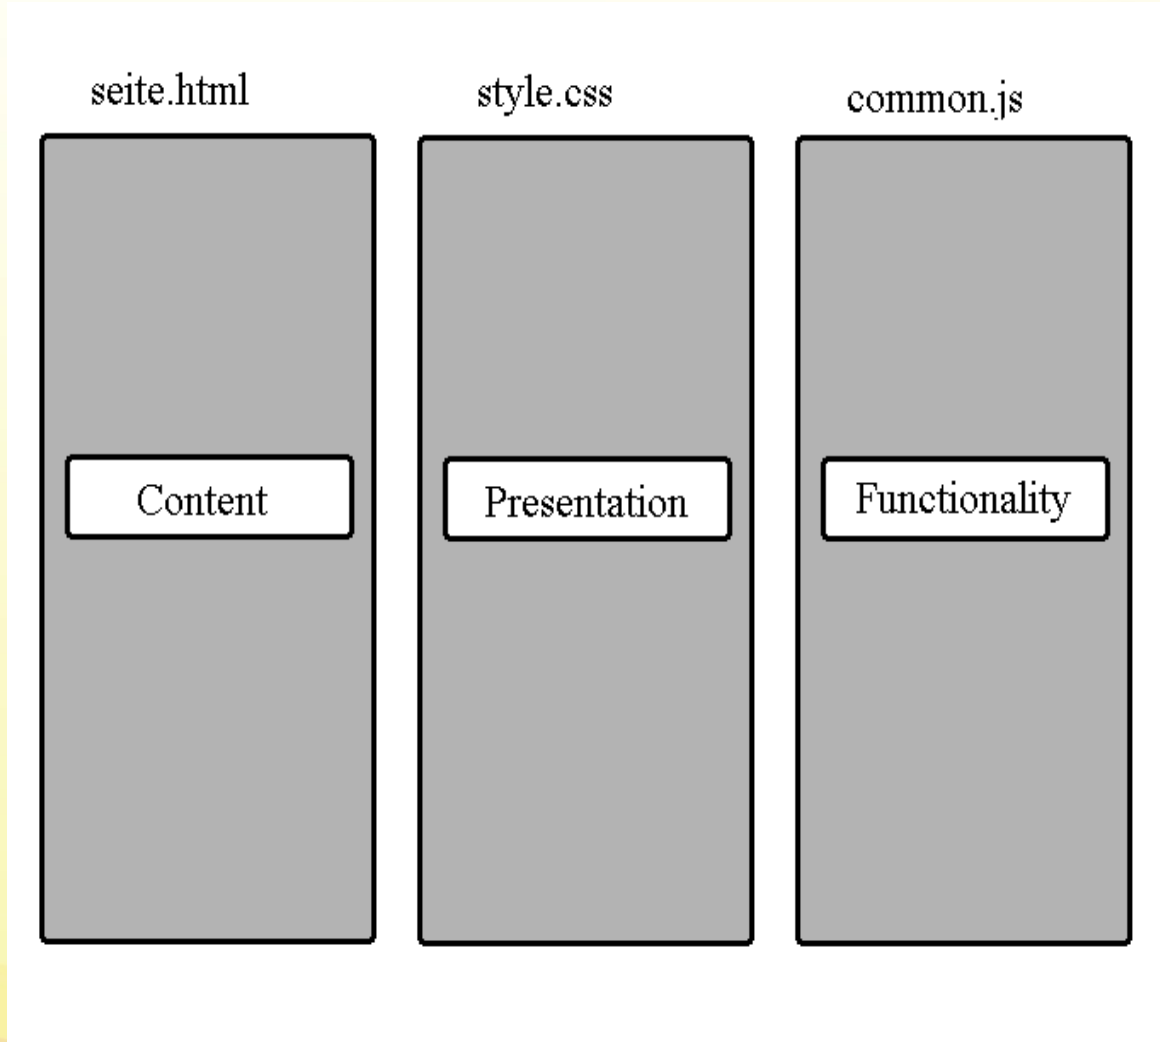 seite.html
style.css
common.js
Content
Presentation
Functionality